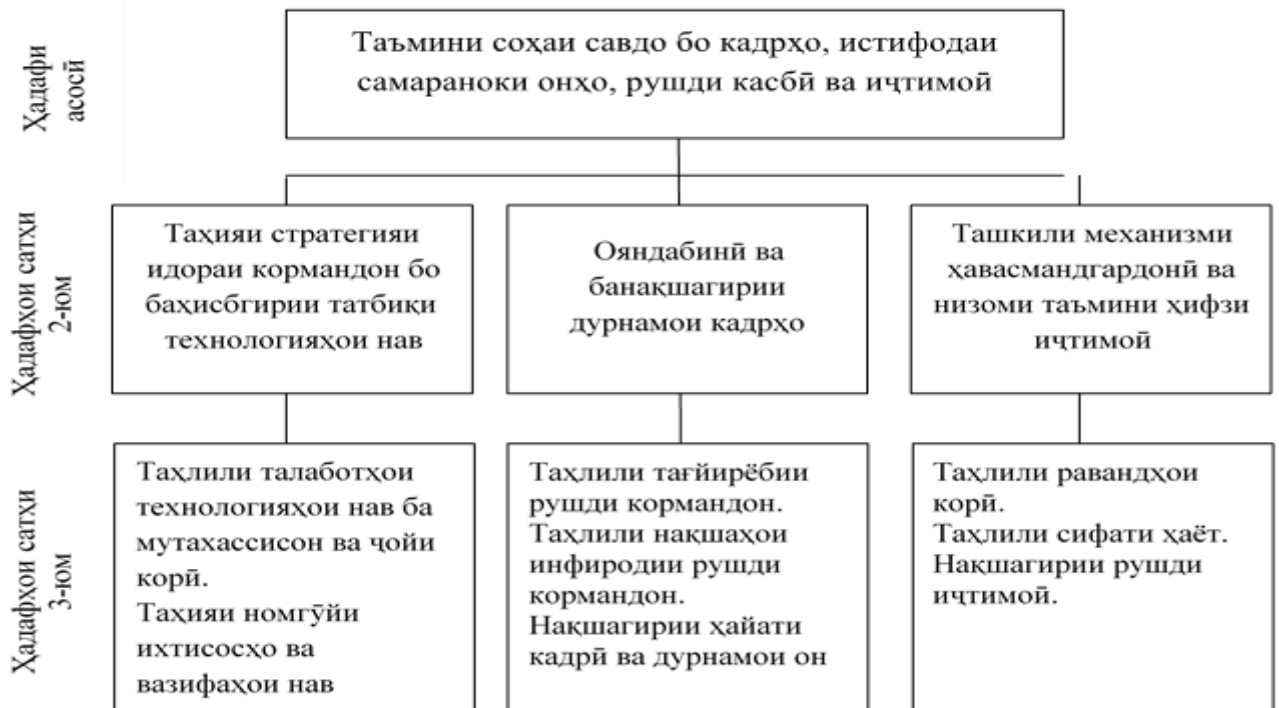 Ҳадафи
асосӣ
Таъмини соҳаи савдо бо кадрҳо, истифодаи
самараноки онҳо, рушди касбӣ ва иҷтимоӣ
Ҳадафҳои сатҳи
2-юм
Таҳияи стратегияи
идораи кормандон бо
баҳисбгирии татбиқи
технологияҳои нав
Ояндабинӣ ва
банақшагирии
дурнамои кадрҳо
Ташкили механизми
ҳавасмандгардонӣ ва
низоми таъмини ҳифзи
иҷтимоӣ
Ҳадафҳои сатҳи
3-юм
Таҳлили талаботҳои
технологияҳои нав ба
мутахассисон ва ҷойи
корӣ.
Таҳияи номгӯйи
ихтисосҳо ва
вазифаҳои нав
Таҳлили тағйирёбии
рушди кормандон.
Таҳлили нақшаҳои
инфиродии рушди
кормандон.
Нақшагирии ҳайати
кадрӣ ва дурнамои он
Таҳлили равандҳои
корӣ.
Таҳлили сифати ҳаёт.
Нақшагирии рушди
иҷтимоӣ.